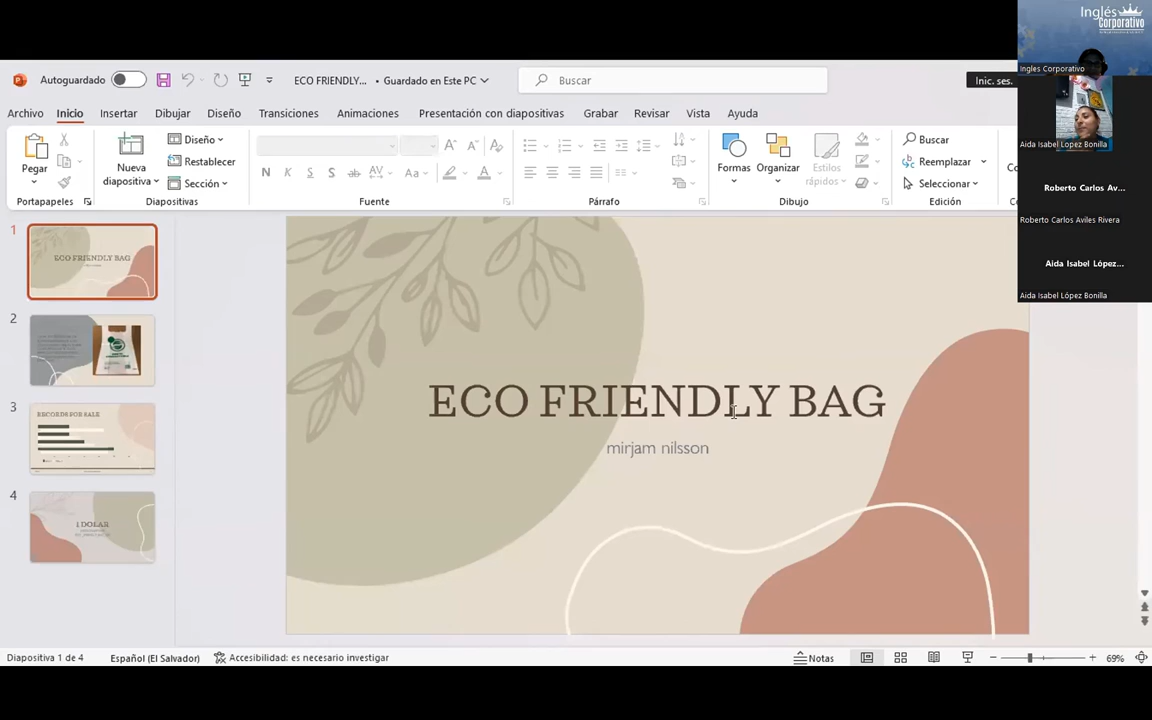 Inglés
Corporativo
Ingles Corporativo
Autoguardado
ECO FRIENDLY... • Guardado en Este PC
Buscar
Inic. ses.
Archivo Inicio Insertar Dibujar Diseño Transiciones Animaciones Presentación con diapositivas Grabar Revisar Vista Ayuda
Aida Isabel Lopez Bonilla
Pegar
Nueva
diapositiva
Diseño
Restablecer
Sección
N K S S ab AV Aa A
Formas
Organizar
Estilos
rápidos
Buscar
Reemplazar
Seleccionar
Roberto Carlos Av...
Roberto Carlos Aviles Rivera
Portapapeles Diapositivas Fuente Párrafo Dibujo Edición
Aida Isabel López...
Aida Isabel López Bonilla
1
ECO FRIENDLY BAG
2
3
RECORDS FOR SALE
4
1 DOLAR
ECO FRIENDLY BAG
mirjam nilsson
Diapositiva 1 de 4 Español (El Salvador) Accesibilidad: es necesario investigar Notas 69%